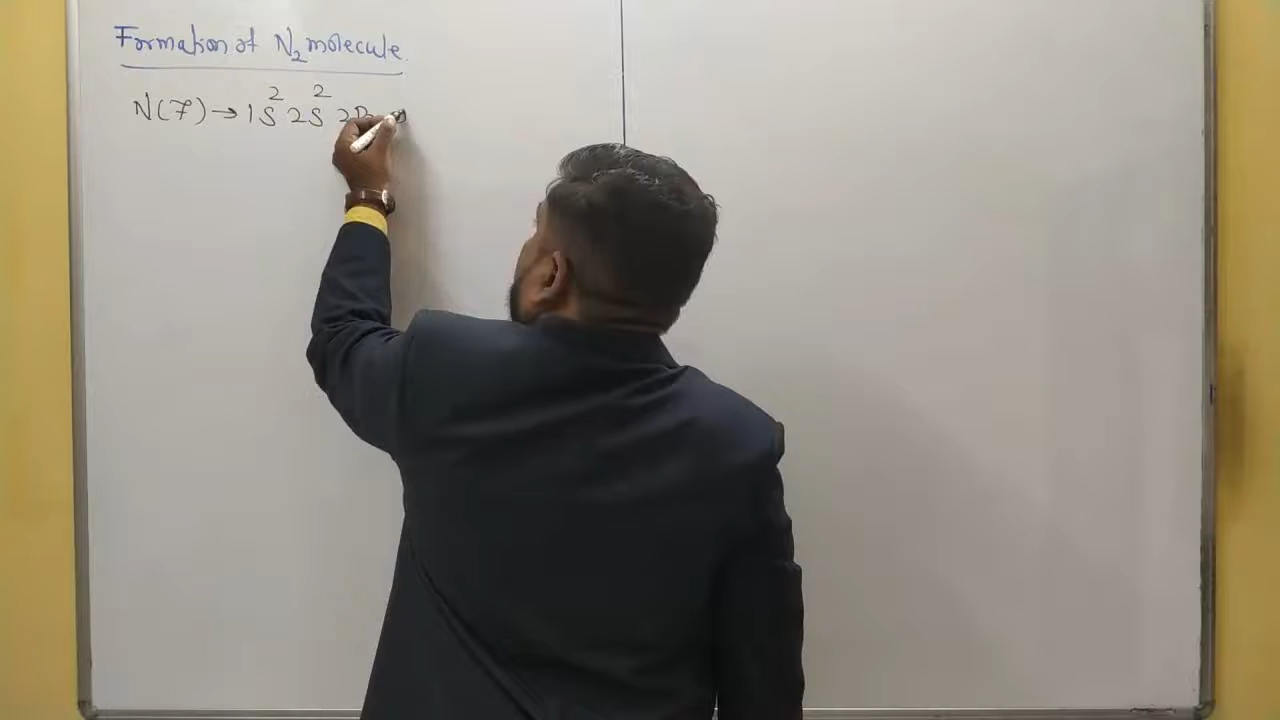 Formation of N₂ molecule.
N(7) → 1s² 2s² 2p